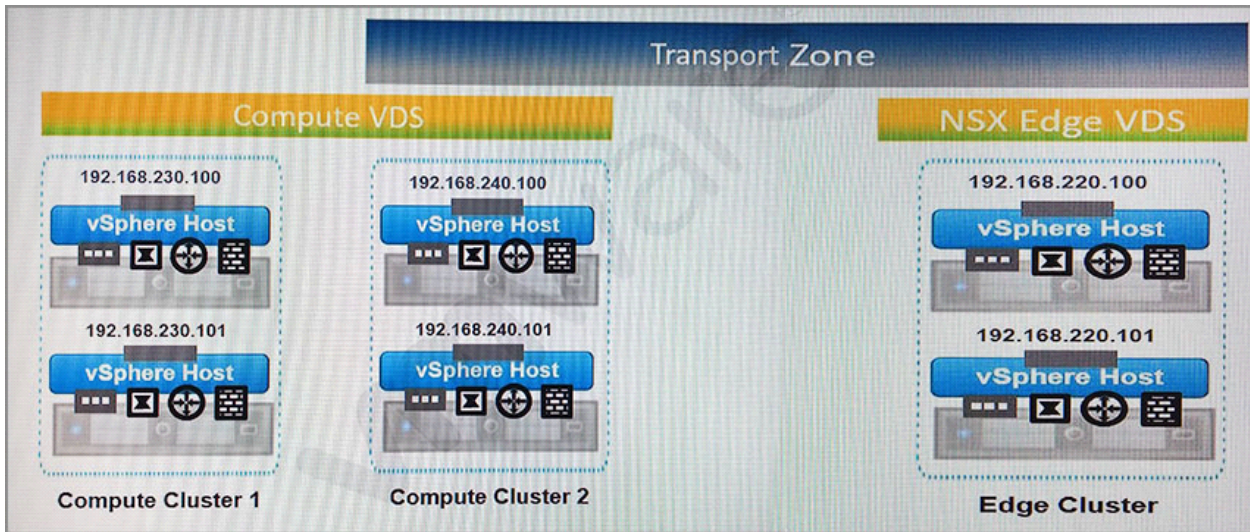 Transport Zone
Compute VDS
NSX Edge VDS
192.168.230.100
vSphere Host
192.168.230.101
vSphere Host
Compute Cluster 1
192.168.240.100
vSphere Host
192.168.240.101
vSphere Host
Compute Cluster 2
192.168.220.100
vSphere Host
192.168.220.101
vSphere Host
Edge Cluster